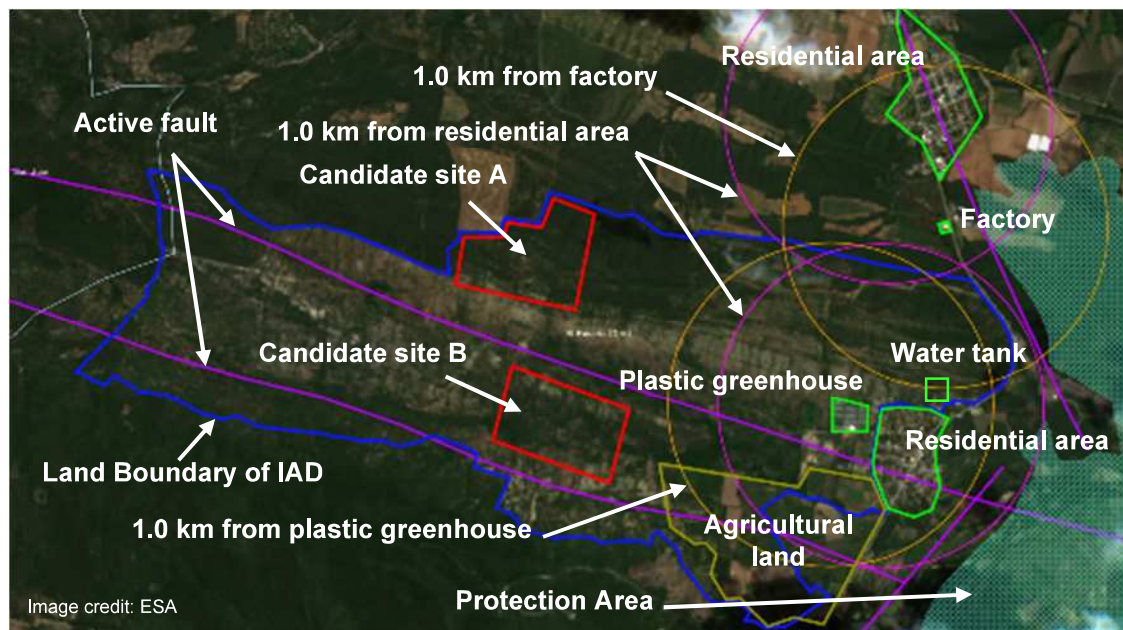 Residential area
1.0 km from factory
Active fault
1.0 km from residential area
Candidate site A
Factory
Candidate site B
Water tank
Plastic greenhouse
Residential area
Land Boundary of IAD
1.0 km from plastic greenhouse
Agricultural
land
Protection Area
Image credit: ESA